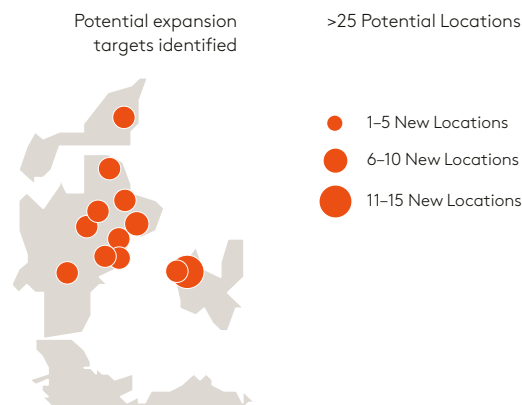 Potential expansion
targets identified
>25 Potential Locations
1–5 New Locations
6–10 New Locations
11–15 New Locations